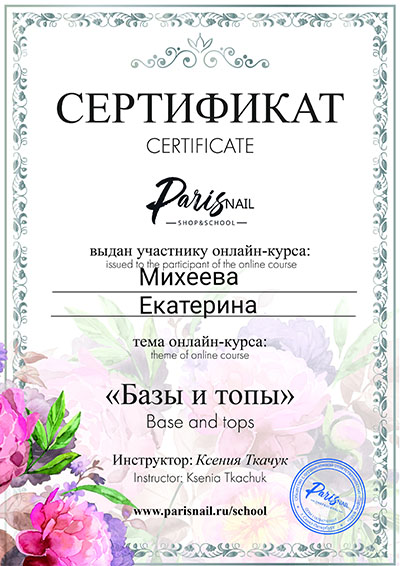 СЕРТИФИКАТ
CERTIFICATE
Paris NAIL
SHOP&SCHOOL
выдан участнику онлайн-курса:
issued to the participant of the online course
Михеева
Екатерина
тема онлайн-курса:
theme of online course
«Базы и топы»
Base and tops
Инструктор: Ксения Ткачук
Instructor: Ksenia Tkachuk
Paris NAIL
www.parisnail.ru/school